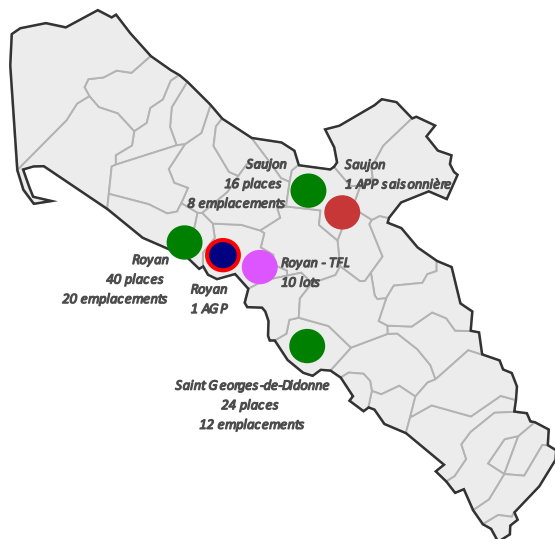 Saujon
16 places
8 emplacements
Saujon
1 APP saisonnière
Royan
40 places
20 emplacements
Royan
1 AGP
Royan - TFL
10 lots
Saint Georges-de-Didonne
24 places
12 emplacements